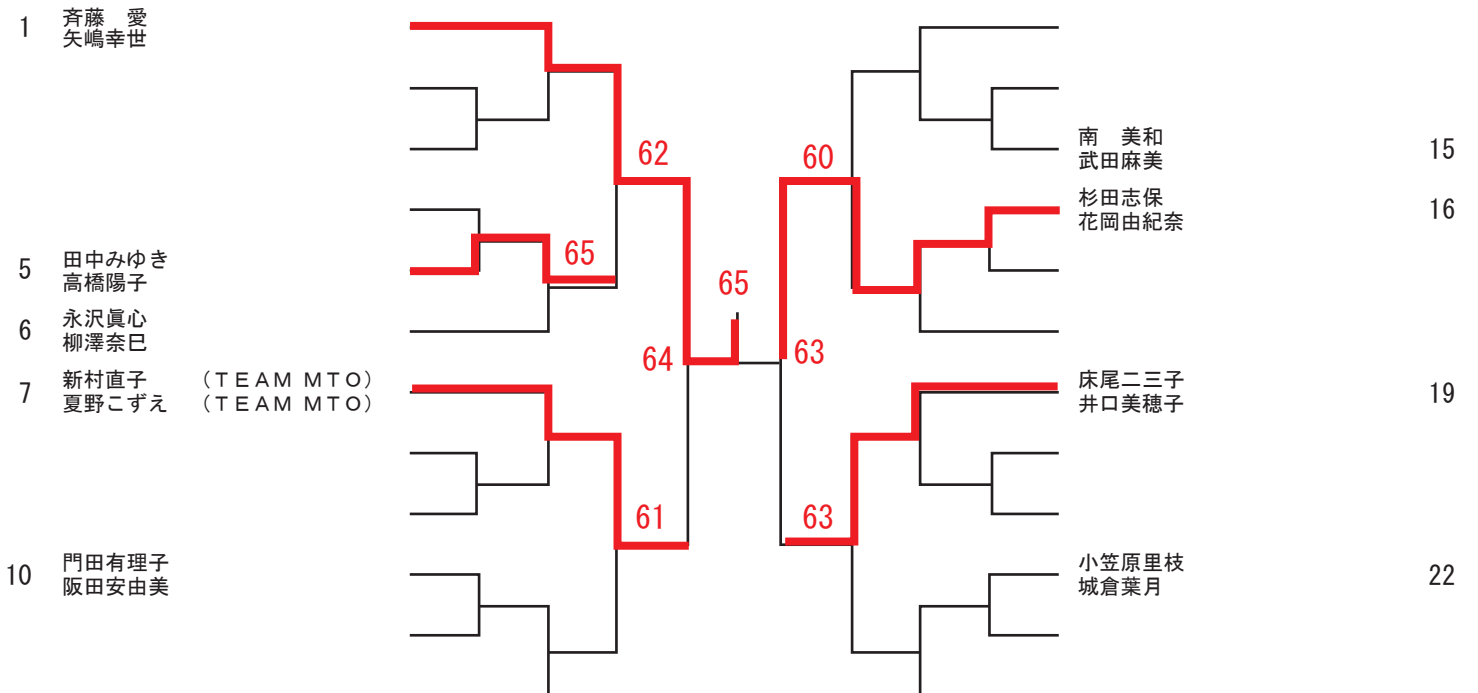 1
斉藤　愛
矢嶋幸世
5
田中みゆき
高橋陽子
6
永沢眞心
柳澤奈巳
7
新村直子　（ＴＥＡＭ ＭＴＯ）
夏野こずえ　（ＴＥＡＭ ＭＴＯ）
10
門田有理子
阪田安由美
62
65
64
61
65
60
63
63
南　美和
武田麻美
15
杉田志保
花岡由紀奈
16
床尾二三子
井口美穂子
19
小笠原里枝
城倉葉月
22